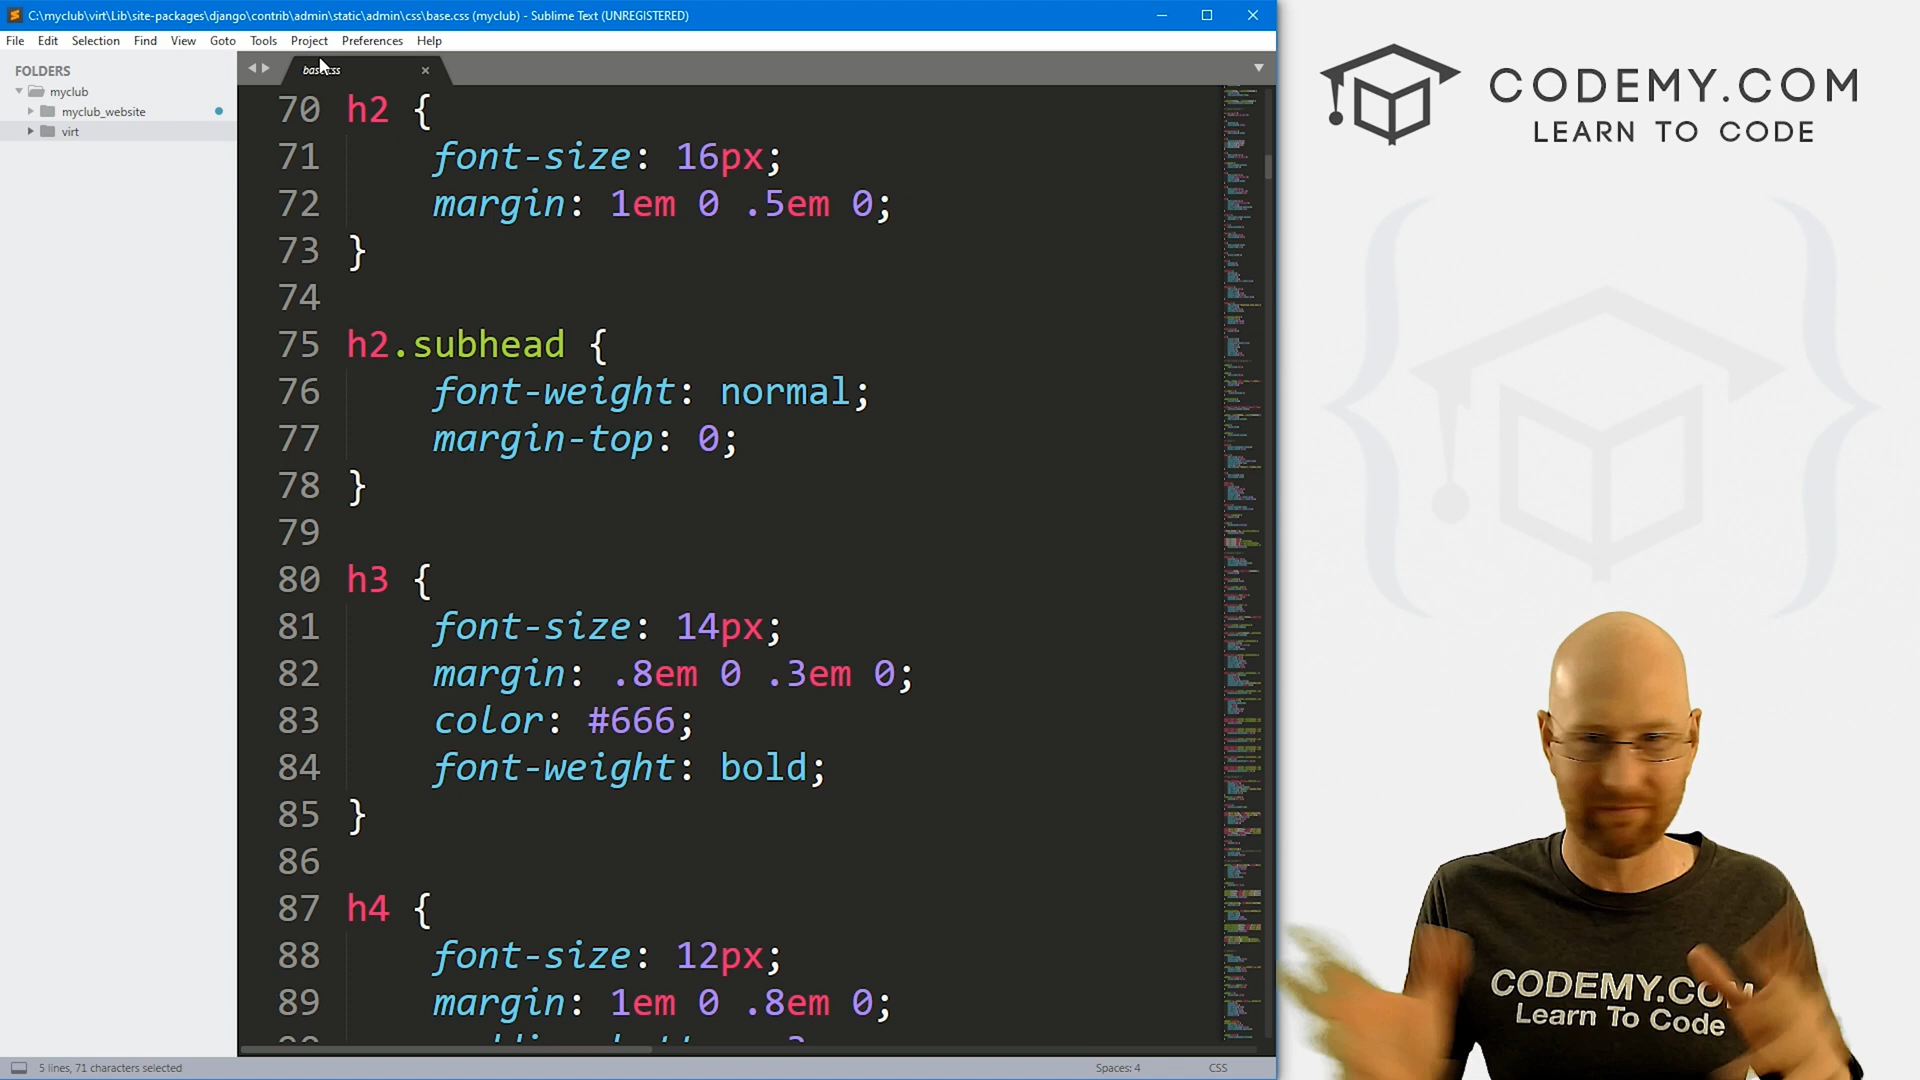 C:\myclub\virt\Lib\site-packages\django\contrib\admin\static\admin\css\base.css (myclub) - Sublime Text (UNREGISTERED)
File Edit Selection Find View Goto Tools Project Preferences Help
FOLDERS
myclub
myclub_website
virt
70 h2 {
71 font-size: 16px;
72 margin: 1em 0 .5em 0;
73 }
74
75 h2.subhead {
76 font-weight: normal;
77 margin-top: 0;
78 }
79
80 h3 {
81 font-size: 14px;
82 margin: .8em 0 .3em 0;
83 color: #666;
84 font-weight: bold;
85 }
86
87 h4 {
88 font-size: 12px;
89 margin: 1em 0 .8em 0;
5 lines, 71 characters selected
Spaces: 4
CSS
CODEMY.COM
LEARN TO CODE
CODEMY.COM
Learn To Code